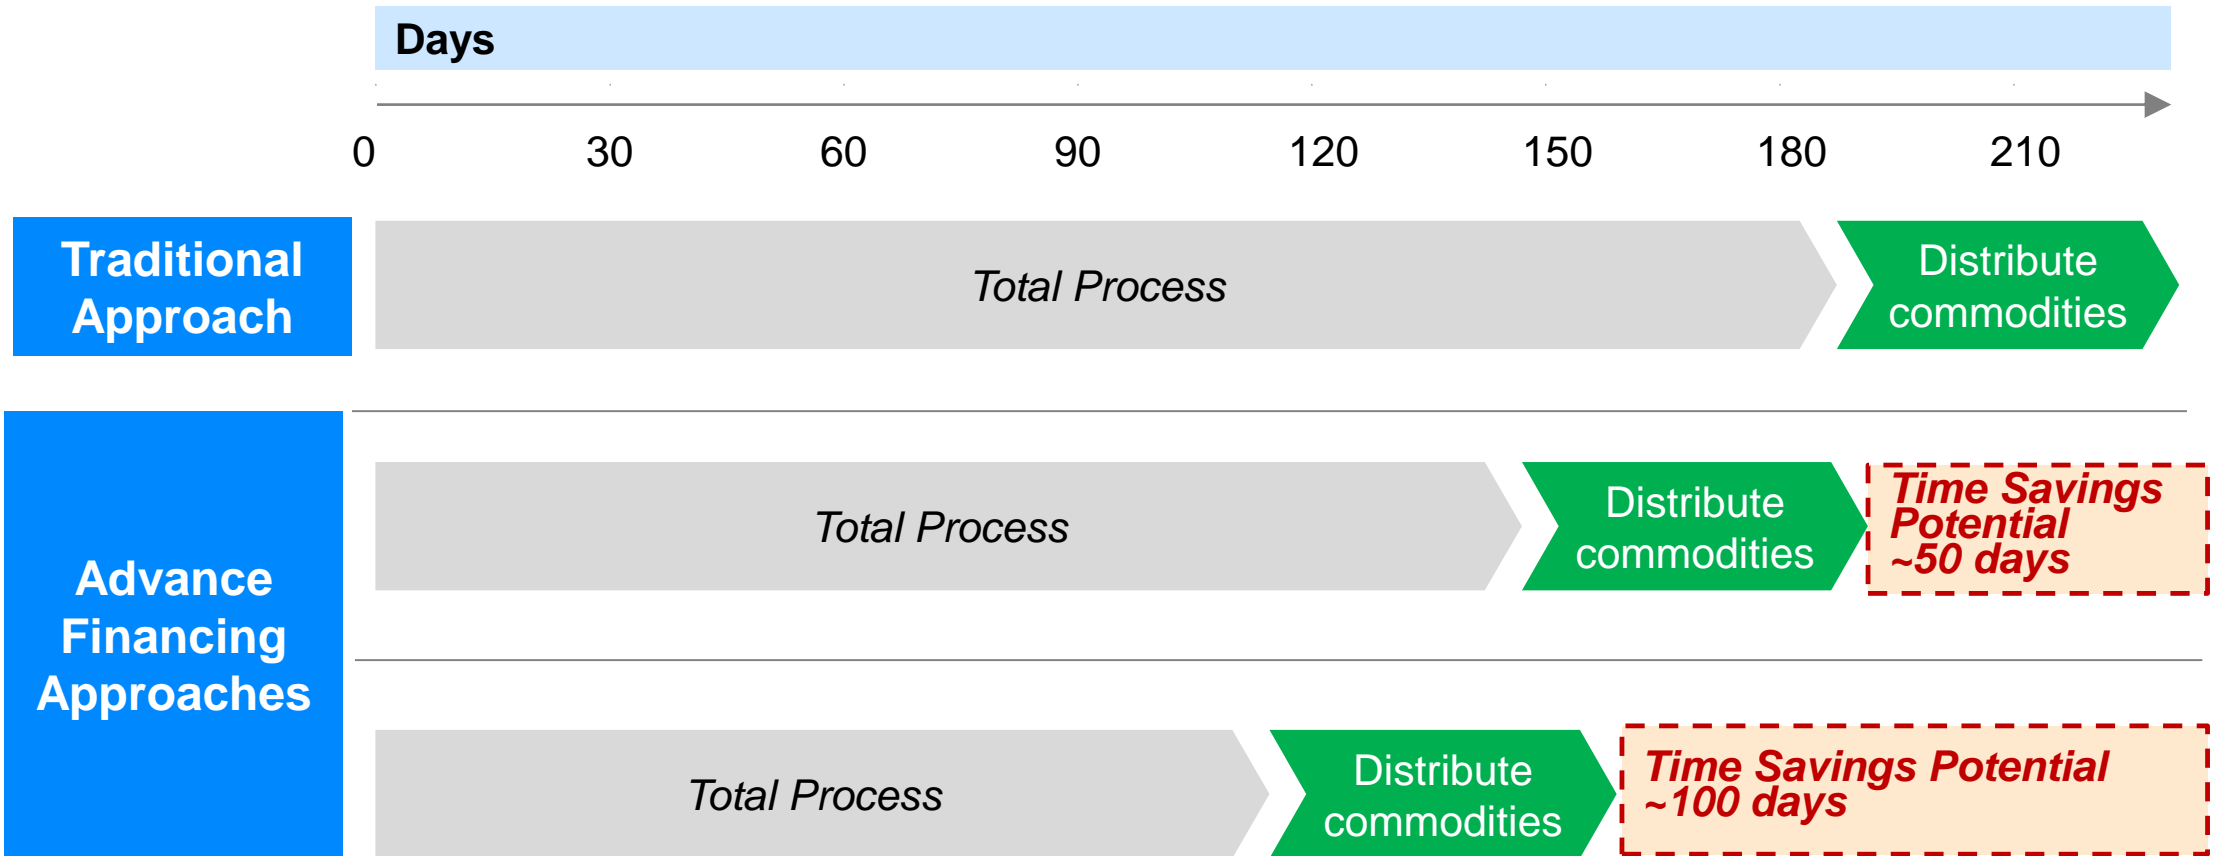 Days
0 30 60 90 120 150 180 210
Traditional
Approach
Total Process
Distribute
commodities
Advance
Financing
Approaches
Total Process
Distribute
commodities
Time Savings
Potential
~50 days
Total Process
Distribute
commodities
Time Savings Potential
~100 days